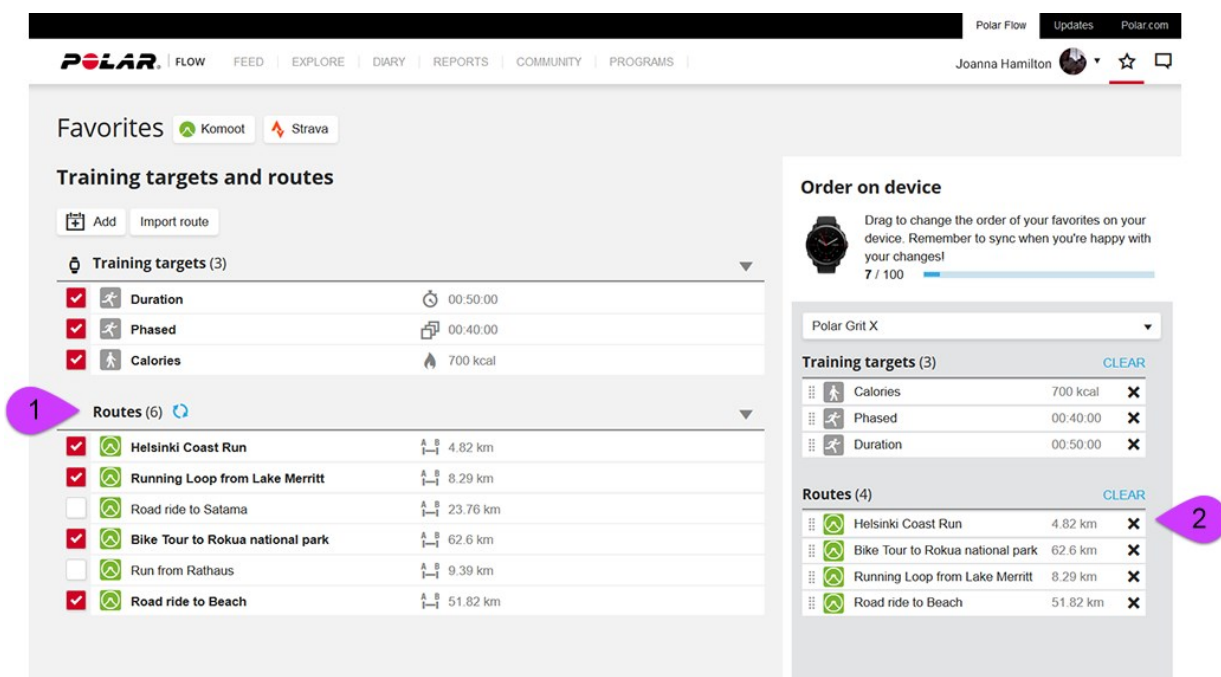 Polar Flow Updates Polar.com
POLAR. FLOW FEED EXPLORE DIARY REPORTS COMMUNITY PROGRAMS Joanna Hamilton
Favorites Komoot Strava
Training targets and routes
Add Import route
Training targets (3)
Duration 00:50:00
Phased 00:40:00
Calories 700 kcal
1
Routes (6)
Helsinki Coast Run A B 4.82 km
Running Loop from Lake Merritt A B 8.29 km
Road ride to Satama A B 23.76 km
Bike Tour to Rokua national park A B 62.6 km
Run from Rathaus A B 9.39 km
Road ride to Beach A B 51.82 km
Order on device
Drag to change the order of your favorites on your
device. Remember to sync when you're happy with
your changes!
7 / 100
Polar Grit X
Training targets (3) CLEAR
Calories 700 kcal
Phased 00:40:00
Duration 00:50:00
Routes (4) CLEAR
Helsinki Coast Run 4.82 km
2
Bike Tour to Rokua national park 62.6 km
Running Loop from Lake Merritt 8.29 km
Road ride to Beach 51.82 km